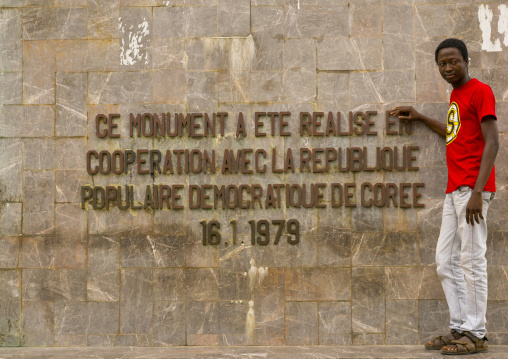 CE MONUMENT A ETE REALISE EN
COOPERATION AVEC LA REPUBLIQUE
POPULAIRE DEMOCRATIQUE DE COREE
16.1.1979